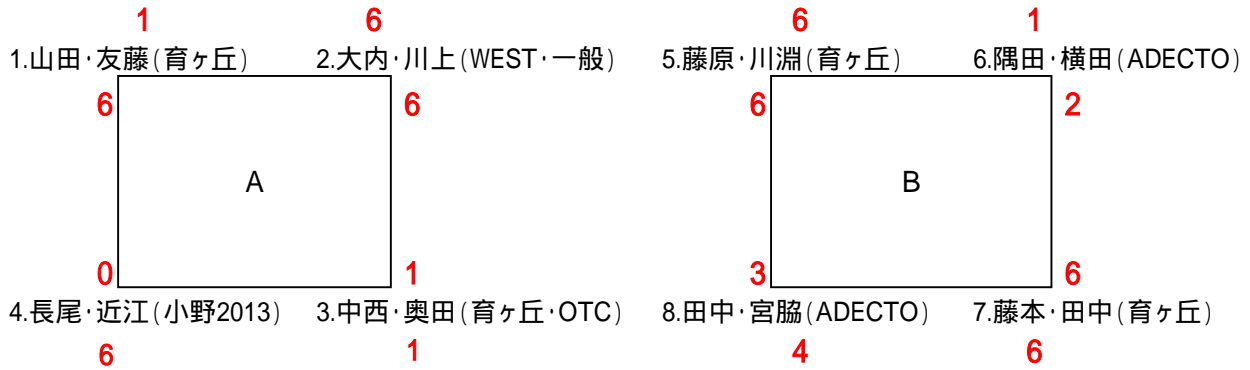 1 6 6 1
1.山田・友藤(育ヶ丘) 2.大内・川上(WEST・一般) 5.藤原・川淵(育ヶ丘) 6.隅田・横田(ADECTO)
6 6 6 2
A B
0 1 3 6
4.長尾・近江(小野2013) 3.中西・奥田(育ヶ丘・OTC) 8.田中・宮脇(ADECTO) 7.藤本・田中(育ヶ丘)
6 1 4 6